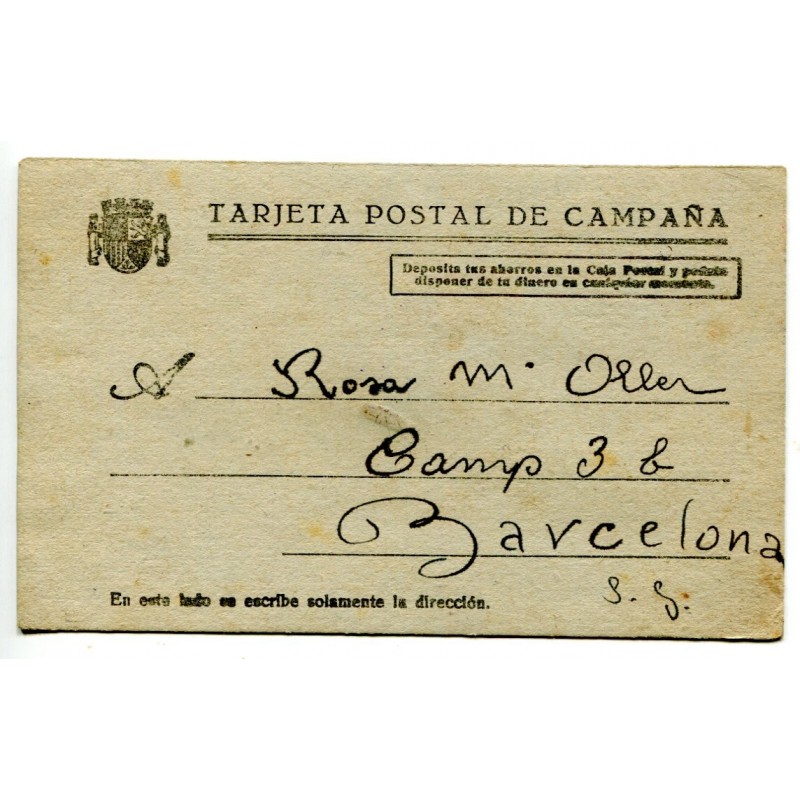 TARJETA POSTAL DE CAMPAÑA
Deposita tus ahorros en la Caja Postal y podrás
disponer de tu dinero en cualquier momento.
A Rosa Mª Oller
Camp 3 b
Barcelona
S. G.
En este lado se escribe solamente la dirección.